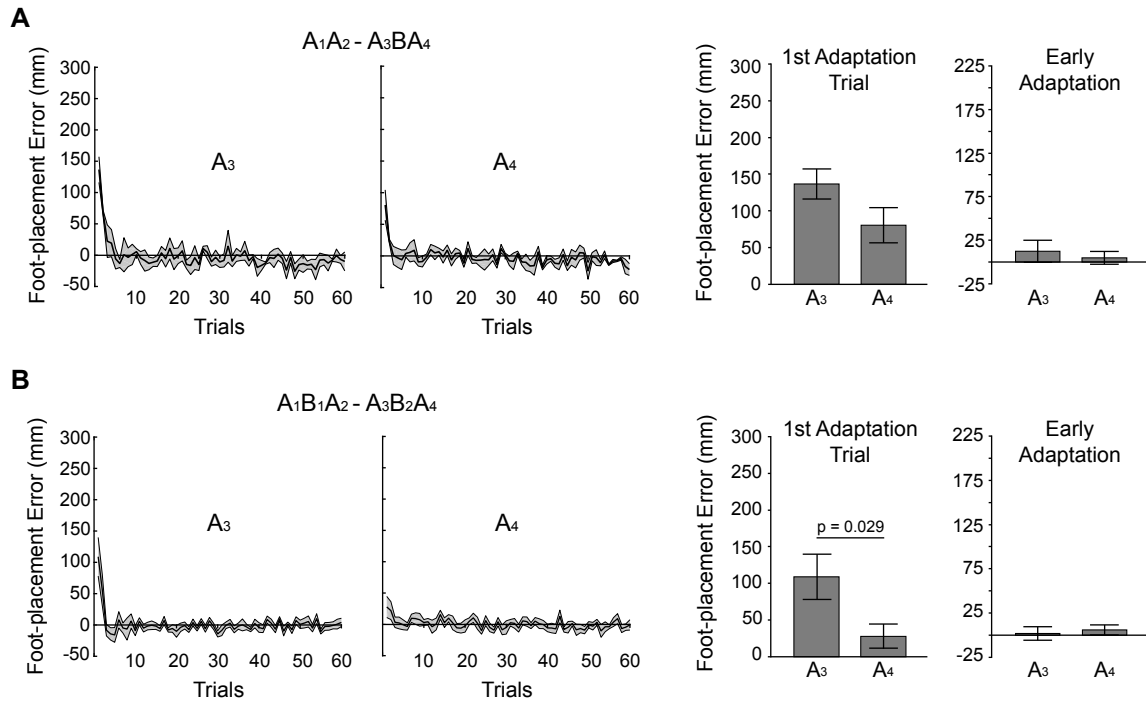 A
A₁A₂ - A₃BA₄
Foot-placement Error (mm)
300
250
200
150
100
50
0
-50
A₃
10 20 30 40 50 60
Trials
A₄
10 20 30 40 50 60
Trials
1st Adaptation
Trial
Foot-placement Error (mm)
300
250
200
150
100
50
0
A₃ A₄
Early
Adaptation
225
175
125
75
25
-25
A₃ A₄
B
A₁B₁A₂ - A₃B₂A₄
Foot-placement Error (mm)
300
250
200
150
100
50
0
-50
A₃
10 20 30 40 50 60
Trials
A₄
10 20 30 40 50 60
Trials
1st Adaptation
Trial
Foot-placement Error (mm)
300
250
200
150
100
50
0
p = 0.029
A₃ A₄
Early
Adaptation
225
175
125
75
25
-25
A₃ A₄